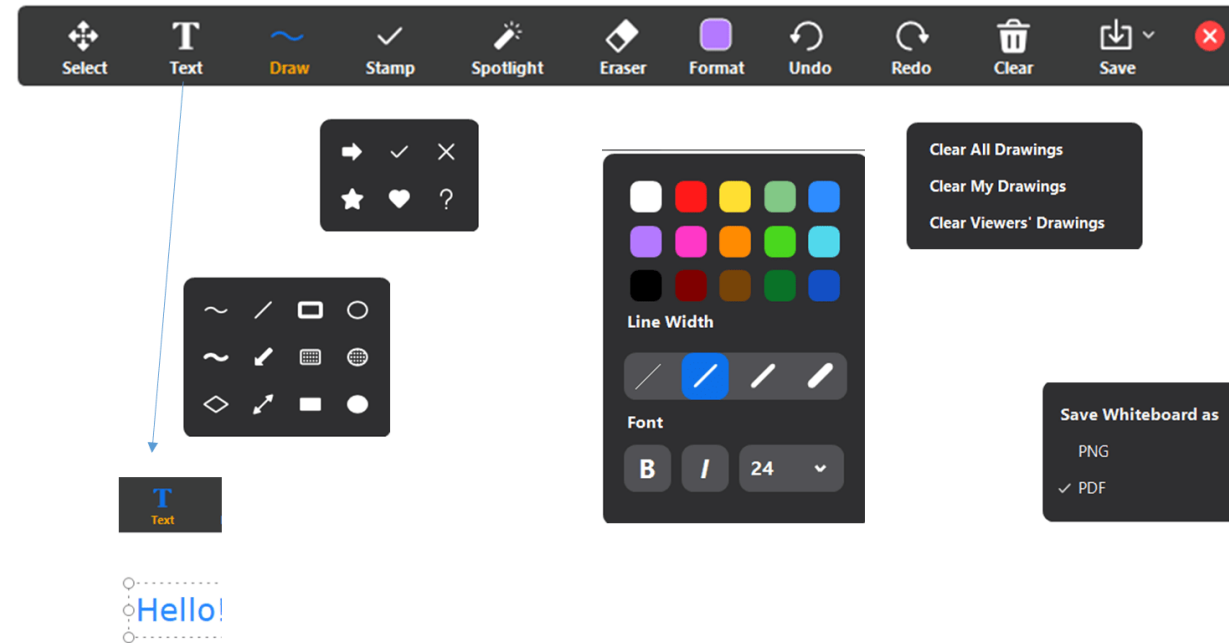 Select Text Draw Stamp Spotlight Eraser Format Undo Redo Clear Save
Clear All Drawings
Clear My Drawings
Clear Viewers' Drawings
Line Width
Font
B I 24
Save Whiteboard as
PNG
PDF
T
Text
Hello!